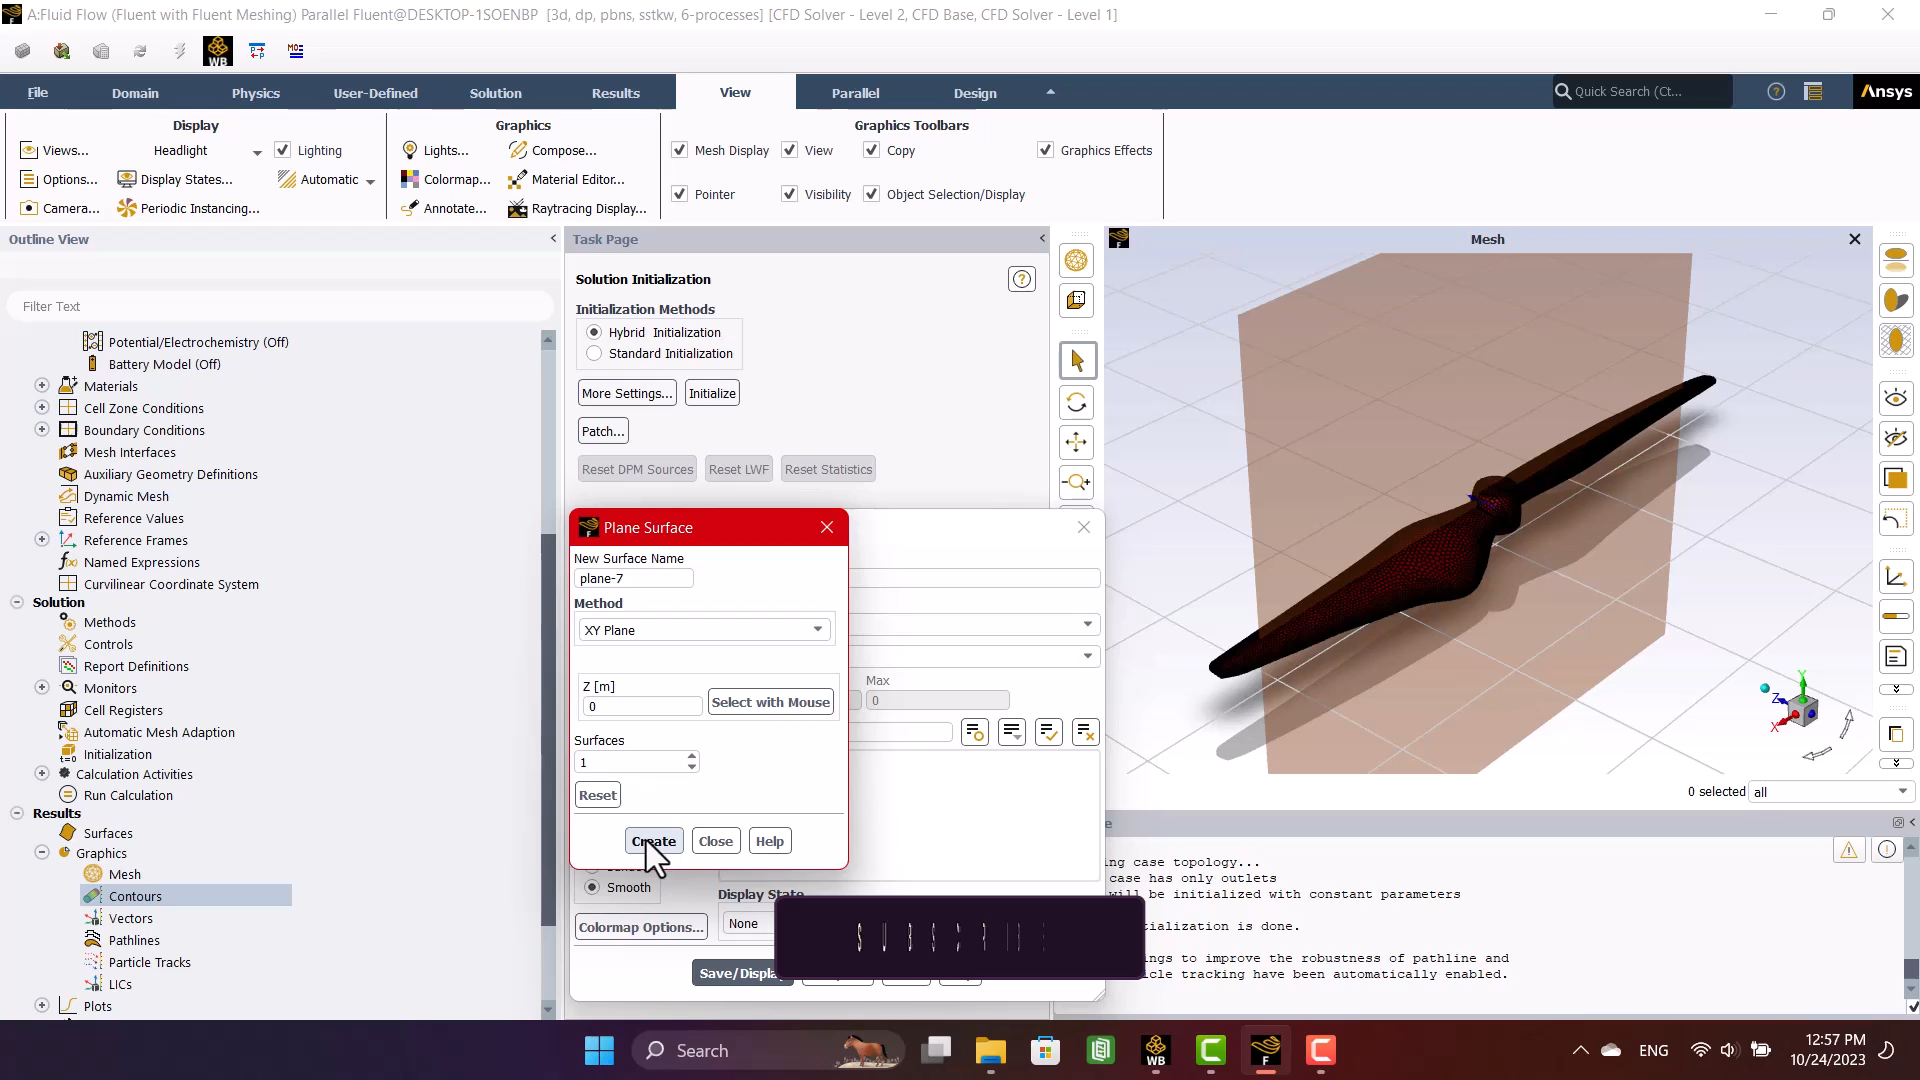 A:Fluid Flow (Fluent with Fluent Meshing) Parallel Fluent@DESKTOP-1SOENBP [3d, dp, pbns, sstkw, 6-processes] [CFD Solver - Level 2, CFD Base, CFD Solver - Level 1]
WB
File Domain Physics User-Defined Solution Results View Parallel Design Quick Search (Ct... Ansys
Display Graphics Graphics Toolbars
Views... Headlight Lighting Lights... Compose... Mesh Display View Copy Graphics Effects
Options... Display States... Automatic Colormap... Material Editor...
Camera... Periodic Instancing... Annotate... Raytracing Display... Pointer Visibility Object Selection/Display
Outline View
Filter Text
Potential/Electrochemistry (Off)
Battery Model (Off)
Materials
Cell Zone Conditions
Boundary Conditions
Mesh Interfaces
Auxiliary Geometry Definitions
Dynamic Mesh
Reference Values
Reference Frames
Named Expressions
Curvilinear Coordinate System
Solution
Methods
Controls
Report Definitions
Monitors
Cell Registers
Automatic Mesh Adaption
Initialization
Calculation Activities
Run Calculation
Results
Surfaces
Graphics
Mesh
Contours
Vectors
Pathlines
Particle Tracks
LICs
Plots
Task Page
Solution Initialization
Initialization Methods
Hybrid Initialization
Standard Initialization
More Settings... Initialize
Patch...
Reset DPM Sources Reset LWF Reset Statistics
Plane Surface
New Surface Name
plane-7
Method
XY Plane
Z [m]
0 Select with Mouse
Surfaces
1
Reset
Create Close Help
Max
0
Smooth
Display State
Colormap Options... None
Save/Display
Mesh
Y
Z
X
0 selected all
ing case topology...
case has only outlets
will be initialized with constant parameters
tialization is done.
ings to improve the robustness of pathline and
icle tracking have been automatically enabled.
Search
WB
ENG
12:57 PM
10/24/2023